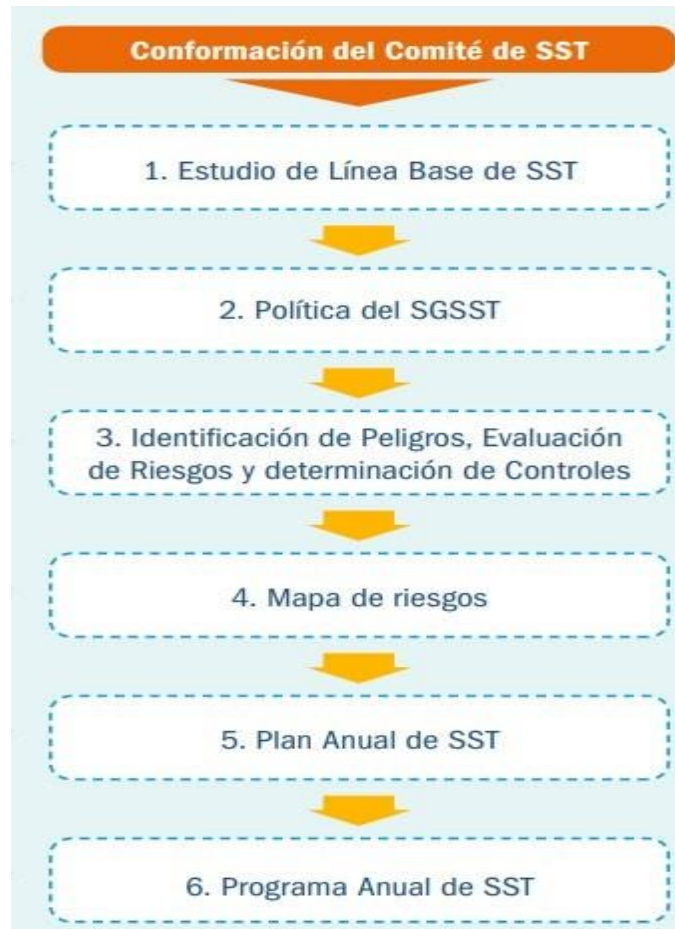 Conformación del Comité de SST
1. Estudio de Línea Base de SST
2. Política del SGSST
3. Identificación de Peligros, Evaluación
de Riesgos y determinación de Controles
4. Mapa de riesgos
5. Plan Anual de SST
6. Programa Anual de SST